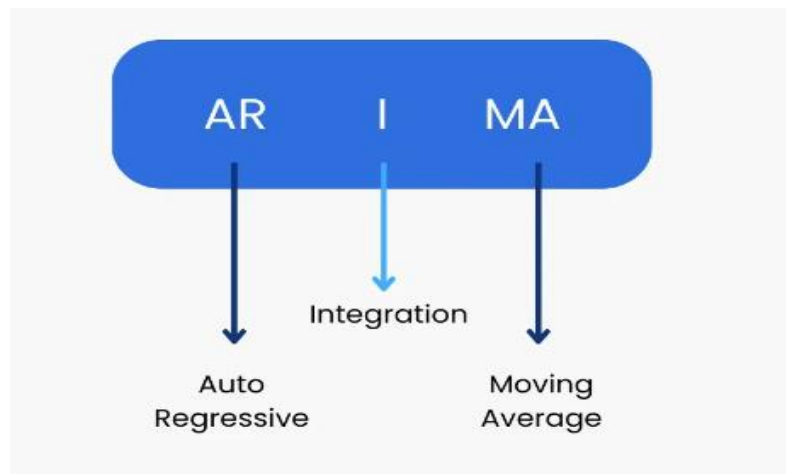 AR I MA
Integration
Auto
Regressive
Moving
Average